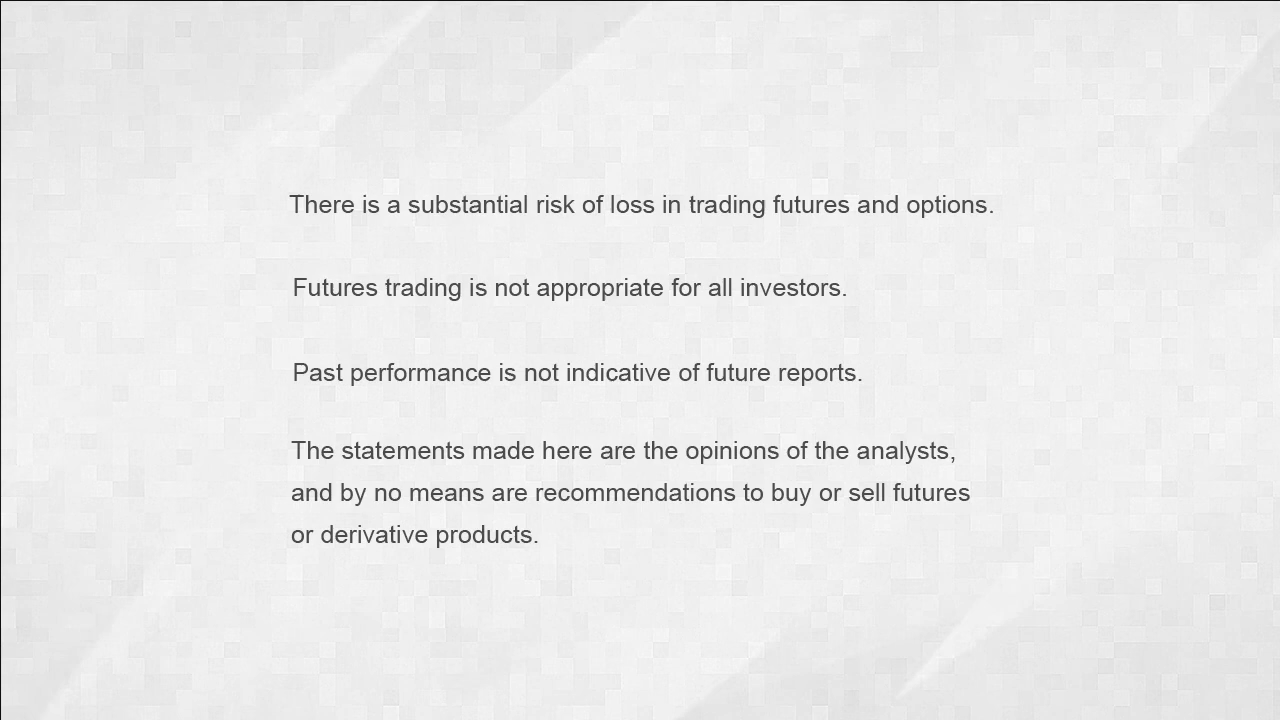 There is a substantial risk of loss in trading futures and options.
Futures trading is not appropriate for all investors.
Past performance is not indicative of future reports.
The statements made here are the opinions of the analysts,
and by no means are recommendations to buy or sell futures
or derivative products.